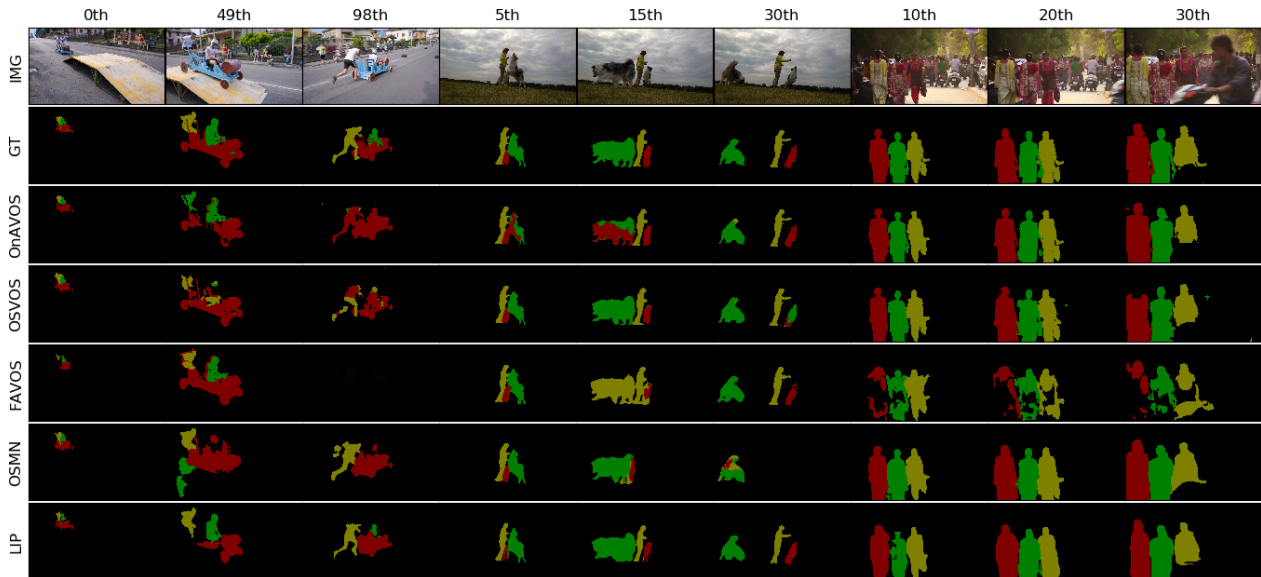 0th 49th 98th 5th 15th 30th 10th 20th 30th
IMG
GT
OnAVOS
OSVOS
FAVOS
OSMN
LIP